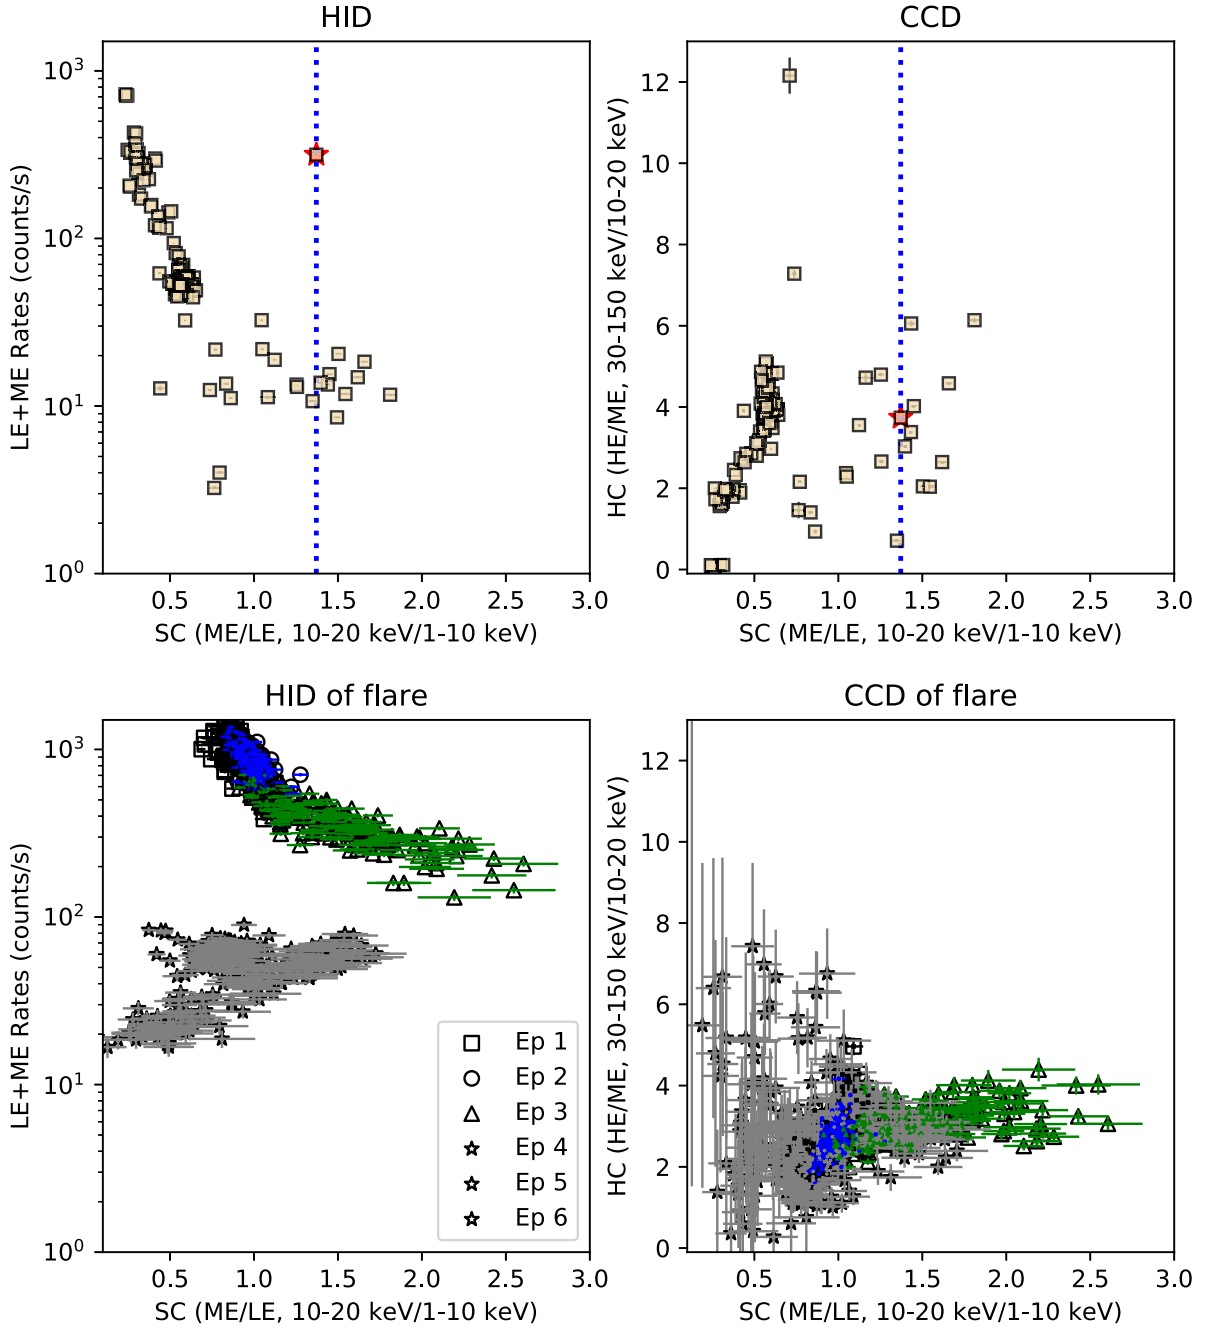 HID
CCD
LE+ME Rates (counts/s)
10^3
10^2
10^1
10^0
0.5 1.0 1.5 2.0 2.5 3.0
SC (ME/LE, 10-20 keV/1-10 keV)
HC (HE/ME, 30-150 keV/10-20 keV)
12
10
8
6
4
2
0
0.5 1.0 1.5 2.0 2.5 3.0
SC (ME/LE, 10-20 keV/1-10 keV)
HID of flare
CCD of flare
LE+ME Rates (counts/s)
10^3
10^2
10^1
10^0
Ep 1
Ep 2
Ep 3
Ep 4
Ep 5
Ep 6
0.5 1.0 1.5 2.0 2.5 3.0
SC (ME/LE, 10-20 keV/1-10 keV)
HC (HE/ME, 30-150 keV/10-20 keV)
12
10
8
6
4
2
0
0.5 1.0 1.5 2.0 2.5 3.0
SC (ME/LE, 10-20 keV/1-10 keV)